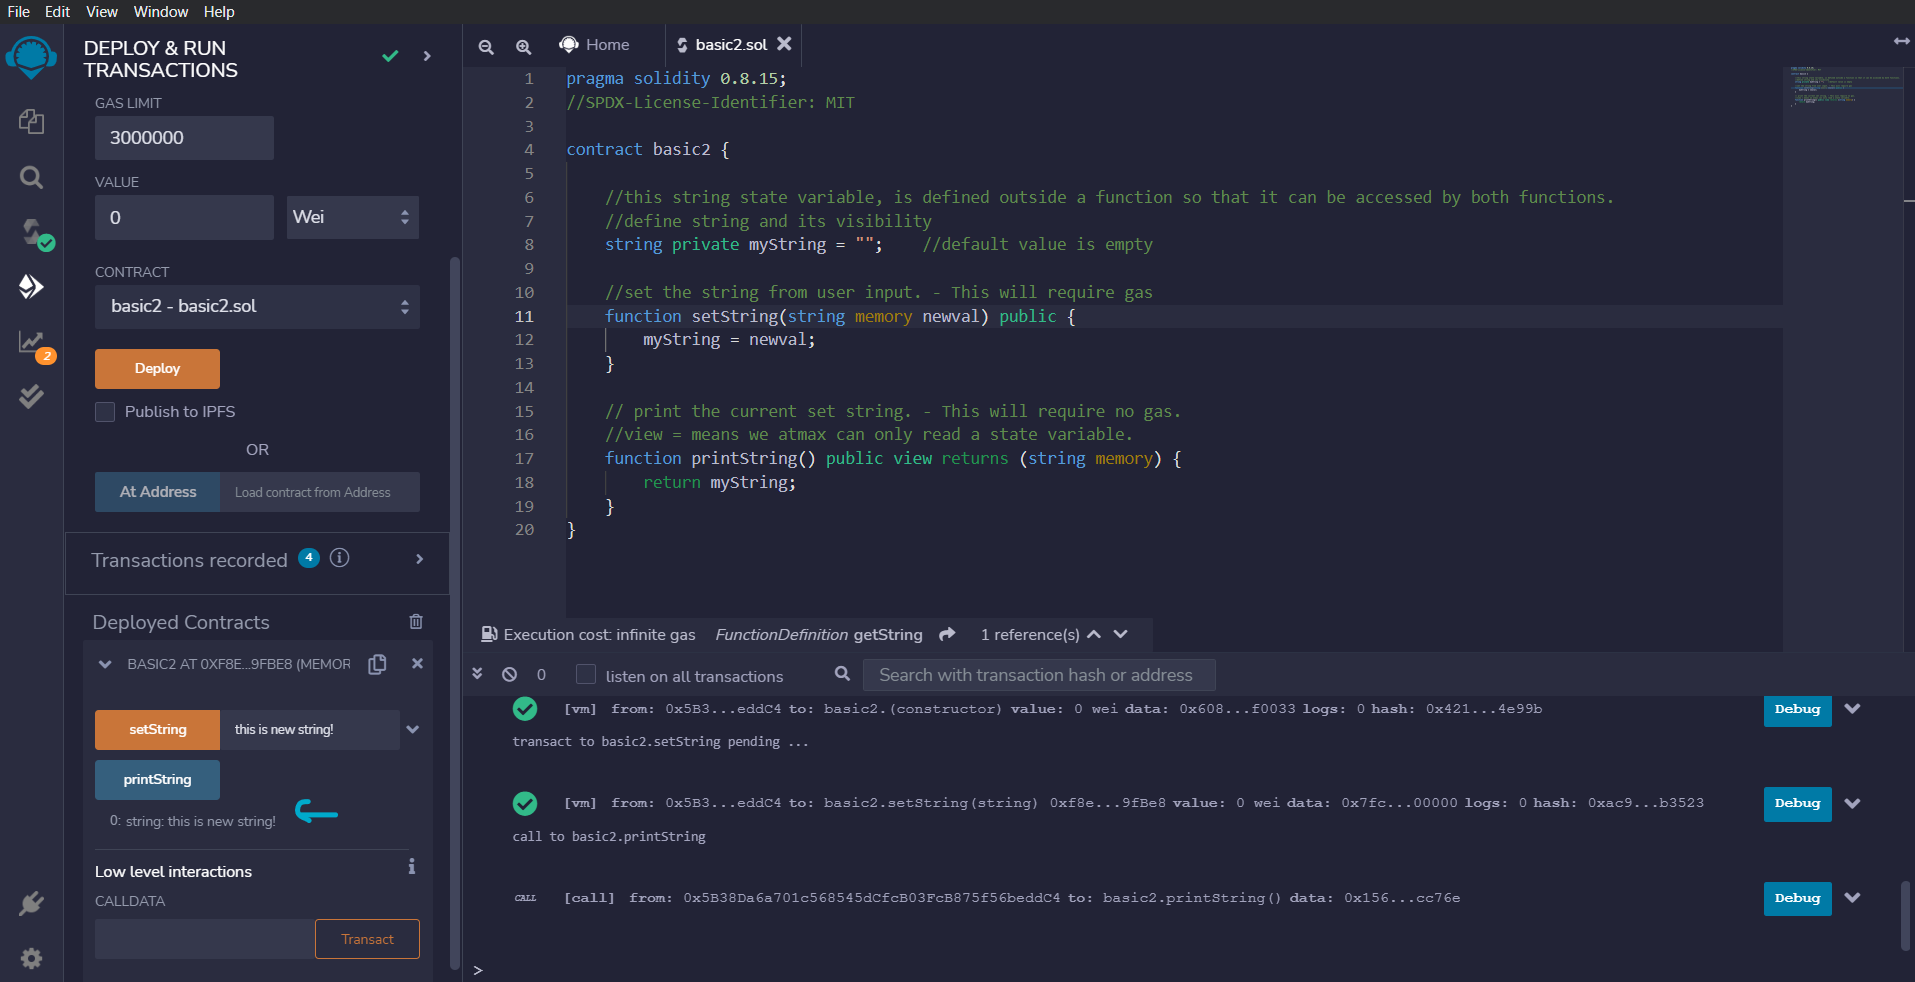 File Edit View Window Help
DEPLOY & RUN
TRANSACTIONS
GAS LIMIT
3000000
VALUE
0 Wei
CONTRACT
basic2 - basic2.sol
2
Deploy
Publish to IPFS
OR
At Address Load contract from Address
Transactions recorded 4 i
Deployed Contracts
BASIC2 AT 0XF8E...9FBE8 (MEMOR
setString this is new string!
printString
0: string: this is new string!
Low level interactions i
CALLDATA
Transact
Home basic2.sol
1 pragma solidity 0.8.15;
2 //SPDX-License-Identifier: MIT
3
4 contract basic2 {
5
6 //this string state variable, is defined outside a function so that it can be accessed by both functions.
7 //define string and its visibility
8 string private myString = ""; //default value is empty
9
10 //set the string from user input. - This will require gas
11 function setString(string memory newval) public {
12 myString = newval;
13 }
14
15 // print the current set string. - This will require no gas.
16 //view = means we atmax can only read a state variable.
17 function printString() public view returns (string memory) {
18 return myString;
19 }
20 }
Execution cost: infinite gas FunctionDefinition getString 1 reference(s)
0 listen on all transactions Search with transaction hash or address
[vm] from: 0x5B3...eddC4 to: basic2.(constructor) value: 0 wei data: 0x608...f0033 logs: 0 hash: 0x421...4e99b Debug
transact to basic2.setString pending ...
[vm] from: 0x5B3...eddC4 to: basic2.setString(string) 0xf8e...9fBe8 value: 0 wei data: 0x7fc...00000 logs: 0 hash: 0xac9...b3523 Debug
call to basic2.printString
CALL [call] from: 0x5B38Da6a701c568545dCfcB03FcB875f56beddC4 to: basic2.printString() data: 0x156...cc76e Debug
>